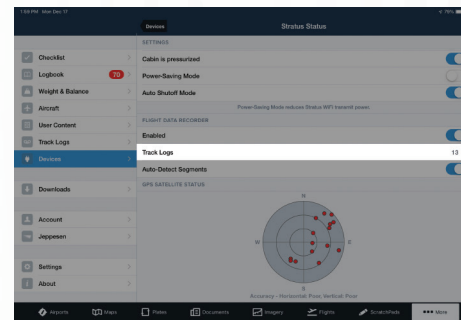 1:59 PM Mon Dec 17
79%
Devices
Stratus Status
SETTINGS
Checklist
Cabin is pressurized
Logbook
70
Power-Saving Mode
Weight & Balance
Auto Shutoff Mode
Aircraft
Power-Saving Mode reduces Stratus WiFi transmit power.
User Content
FLIGHT DATA RECORDER
Enabled
Track Logs
Track Logs
13
Devices
Auto-Detect Segments
Downloads
GPS SATELLITE STATUS
N
Account
Jeppesen
W
E
Settings
About
S
Accuracy - Horizontal: Poor, Vertical: Poor
Airports
Maps
Plates
Documents
Imagery
Flights
ScratchPads
More